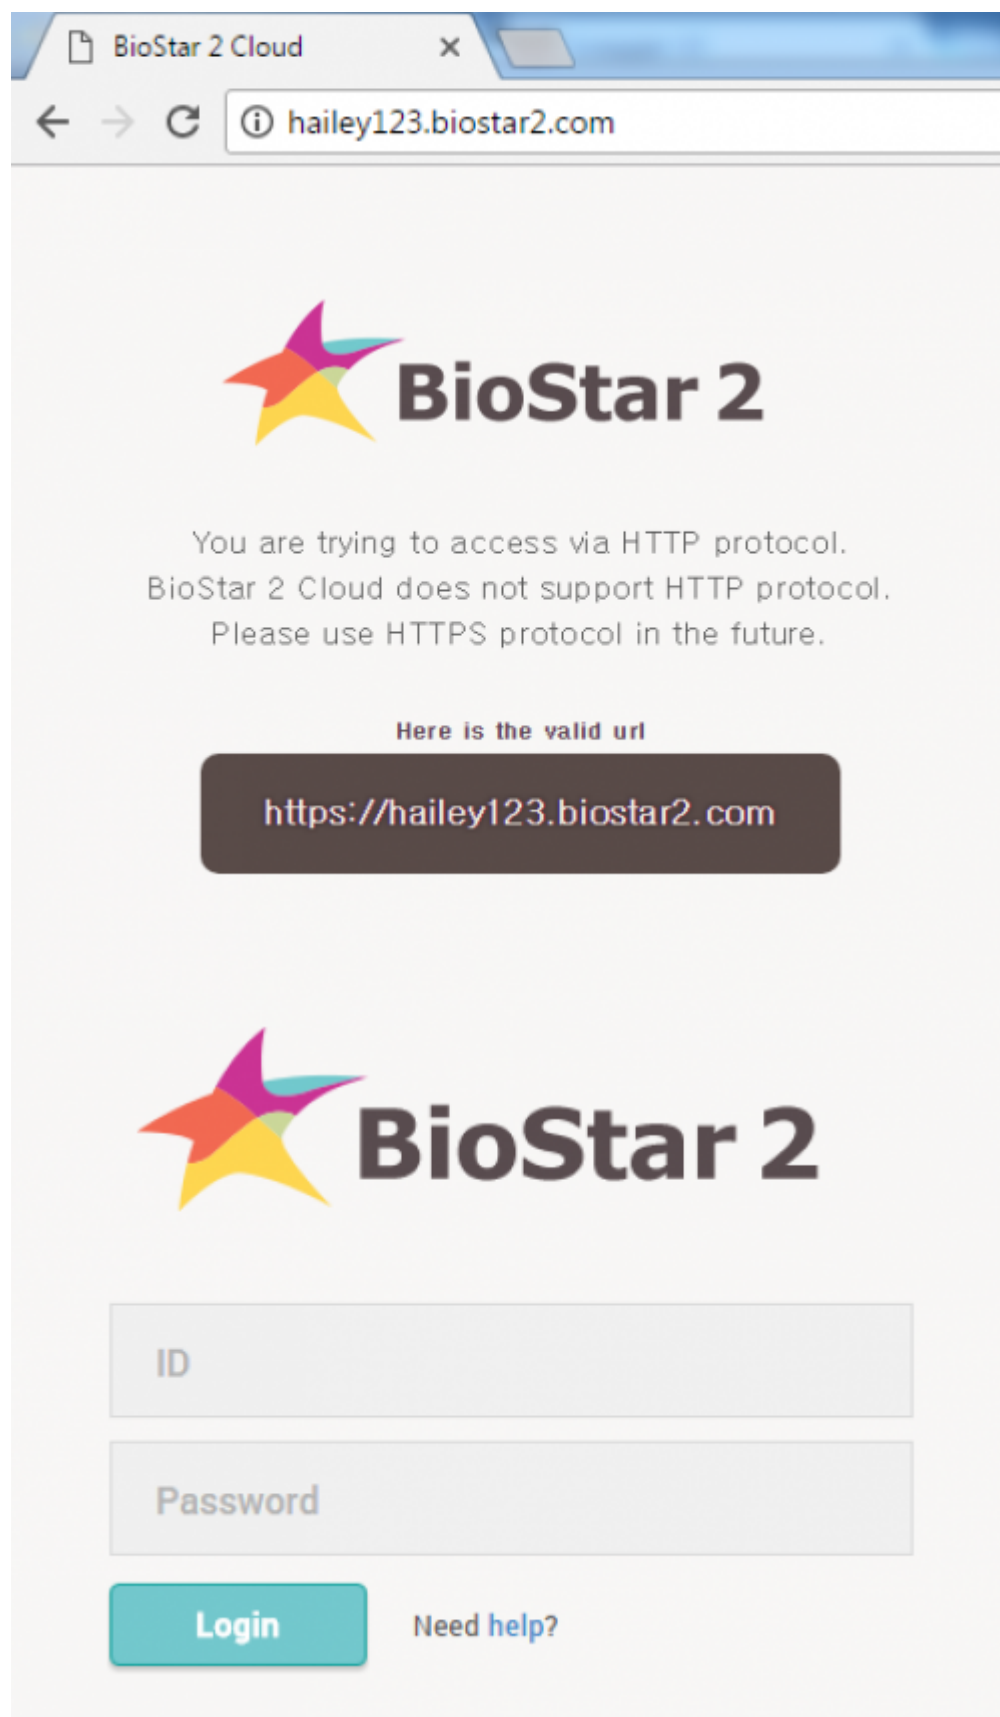 BioStar 2 Cloud
hailey123.biostar2.com
BioStar 2
You are trying to access via HTTP protocol.
BioStar 2 Cloud does not support HTTP protocol.
Please use HTTPS protocol in the future.
Here is the valid url
https://hailey123.biostar2.com
BioStar 2
ID
Password
Login Need help?